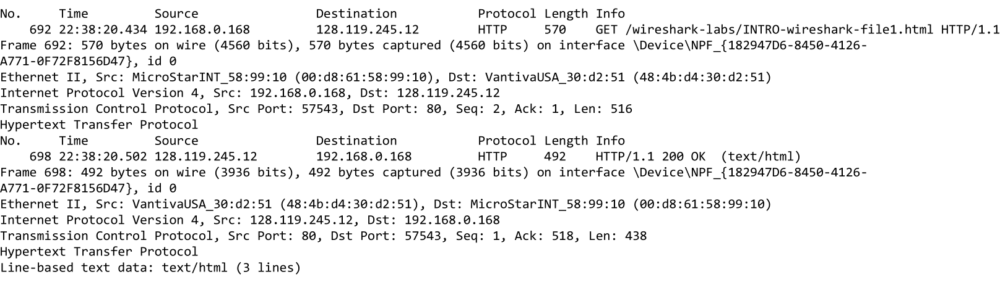 No. Time Source Destination Protocol Length Info
692 22:38:20.434 192.168.0.168 128.119.245.12 HTTP 570 GET /wireshark-labs/INTRO-wireshark-file1.html HTTP/1.1
Frame 692: 570 bytes on wire (4560 bits), 570 bytes captured (4560 bits) on interface \Device\NPF_{182947D6-8450-4126-
A771-0F72F8156D47}, id 0
Ethernet II, Src: MicroStarINT_58:99:10 (00:d8:61:58:99:10), Dst: VantivaUSA_30:d2:51 (48:4b:d4:30:d2:51)
Internet Protocol Version 4, Src: 192.168.0.168, Dst: 128.119.245.12
Transmission Control Protocol, Src Port: 57543, Dst Port: 80, Seq: 2, Ack: 1, Len: 516
Hypertext Transfer Protocol
No. Time Source Destination Protocol Length Info
698 22:38:20.502 128.119.245.12 192.168.0.168 HTTP 492 HTTP/1.1 200 OK (text/html)
Frame 698: 492 bytes on wire (3936 bits), 492 bytes captured (3936 bits) on interface \Device\NPF_{182947D6-8450-4126-
A771-0F72F8156D47}, id 0
Ethernet II, Src: VantivaUSA_30:d2:51 (48:4b:d4:30:d2:51), Dst: MicroStarINT_58:99:10 (00:d8:61:58:99:10)
Internet Protocol Version 4, Src: 128.119.245.12, Dst: 192.168.0.168
Transmission Control Protocol, Src Port: 80, Dst Port: 57543, Seq: 1, Ack: 518, Len: 438
Hypertext Transfer Protocol
Line-based text data: text/html (3 lines)